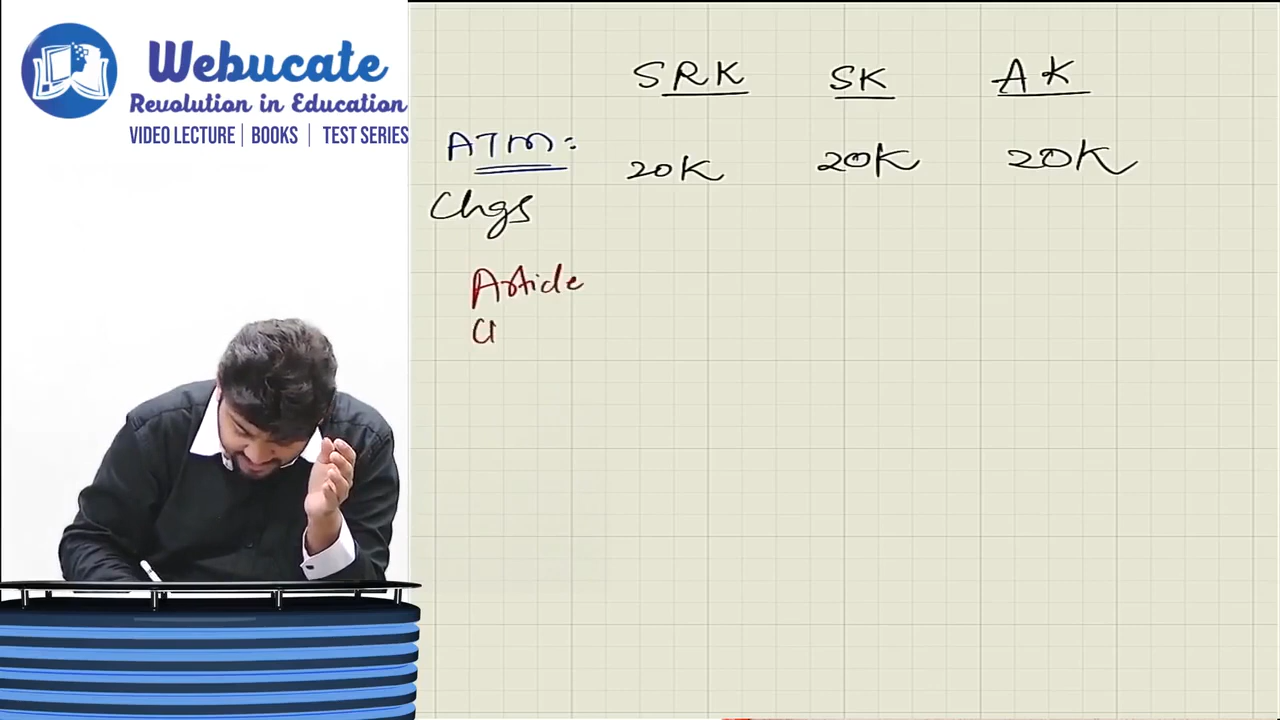 Webucate
Revolution in Education
VIDEO LECTURE | BOOKS | TEST SERIES
SRK SK AK
ATM:
20K 20K 20K
Chgs
Article